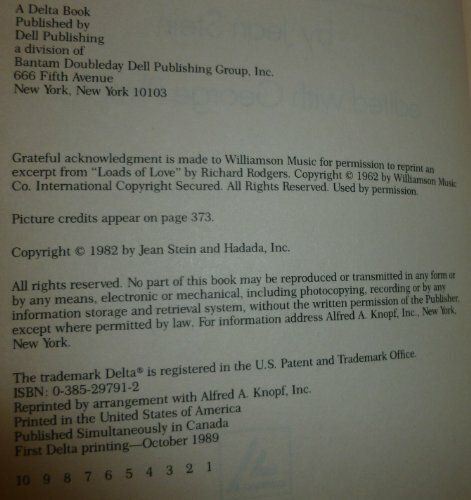 A Delta Book
Published by
Dell Publishing
a division of
Bantam Doubleday Dell Publishing Group, Inc.
666 Fifth Avenue
New York, New York 10103
Grateful acknowledgment is made to Williamson Music for permission to reprint an
excerpt from "Loads of Love" by Richard Rodgers. Copyright © 1962 by Williamson Music
Co. International Copyright Secured. All Rights Reserved. Used by permission.
Picture credits appear on page 373.
Copyright © 1982 by Jean Stein and Hadada, Inc.
All rights reserved. No part of this book may be reproduced or transmitted in any form or
by any means, electronic or mechanical, including photocopying, recording or by any
information storage and retrieval system, without the written permission of the Publisher,
except where permitted by law. For information address Alfred A. Knopf, Inc., New York,
New York.
The trademark Delta® is registered in the U.S. Patent and Trademark Office.
ISBN: 0-385-29791-2
Reprinted by arrangement with Alfred A. Knopf, Inc.
Printed in the United States of America
Published Simultaneously in Canada
First Delta printing—October 1989
10 9 8 7 6 5 4 3 2 1